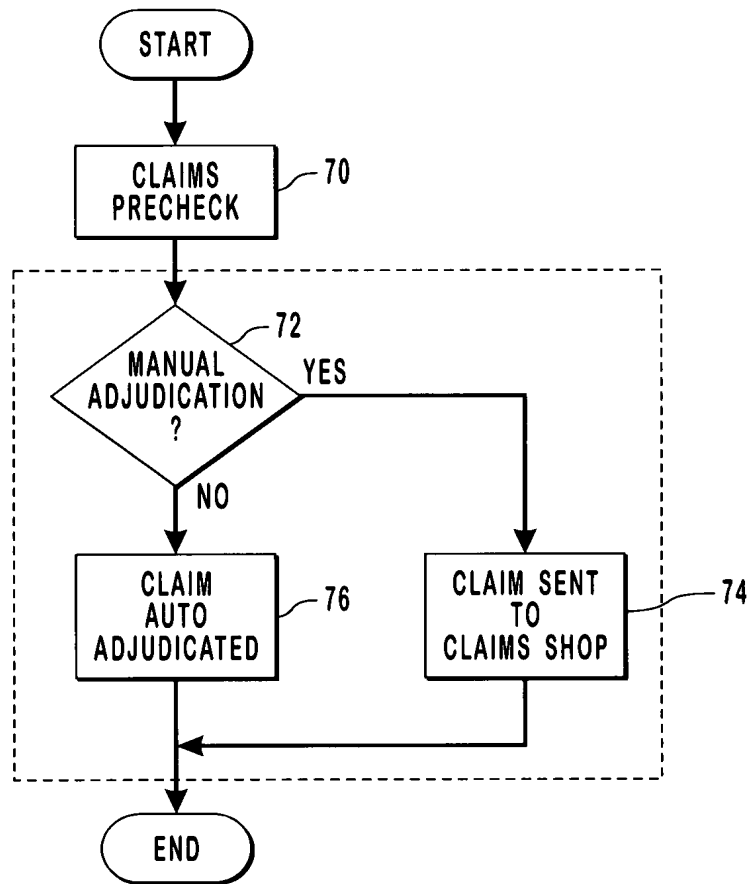 START
CLAIMS
PRECHECK
70
72
MANUAL
ADJUDICATION
?
YES
NO
CLAIM
AUTO
ADJUDICATED
76
CLAIM SENT
TO
CLAIMS SHOP
74
END